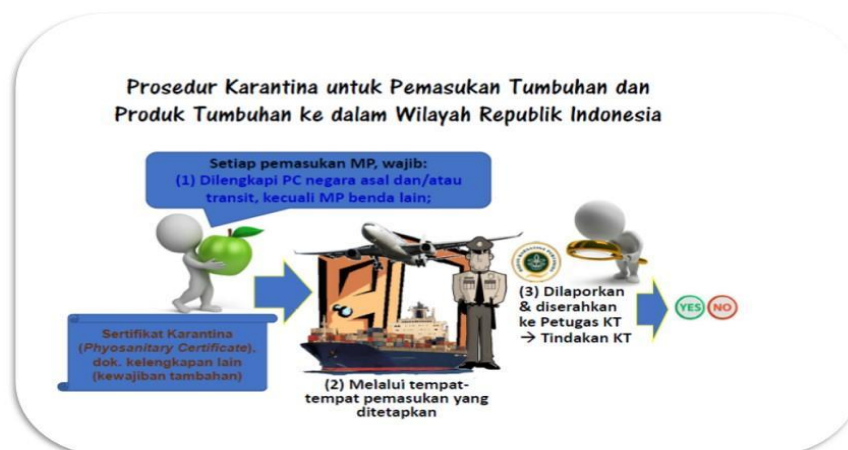 Prosedur Karantina untuk Pemasukan Tumbuhan dan
Produk Tumbuhan ke dalam Wilayah Republik Indonesia
Setiap pemasukan MP, wajib:
(1) Dilengkapi PC negara asal dan/atau
transit, kecuali MP benda lain;
Sertifikat Karantina
(Phyosanitary Certificate),
dok. kelengkapan lain
(kewajiban tambahan)
(2) Melalui tempat-
tempat pemasukan yang
ditetapkan
(3) Dilaporkan
& diserahkan
ke Petugas KT
→ Tindakan KT
YES NO